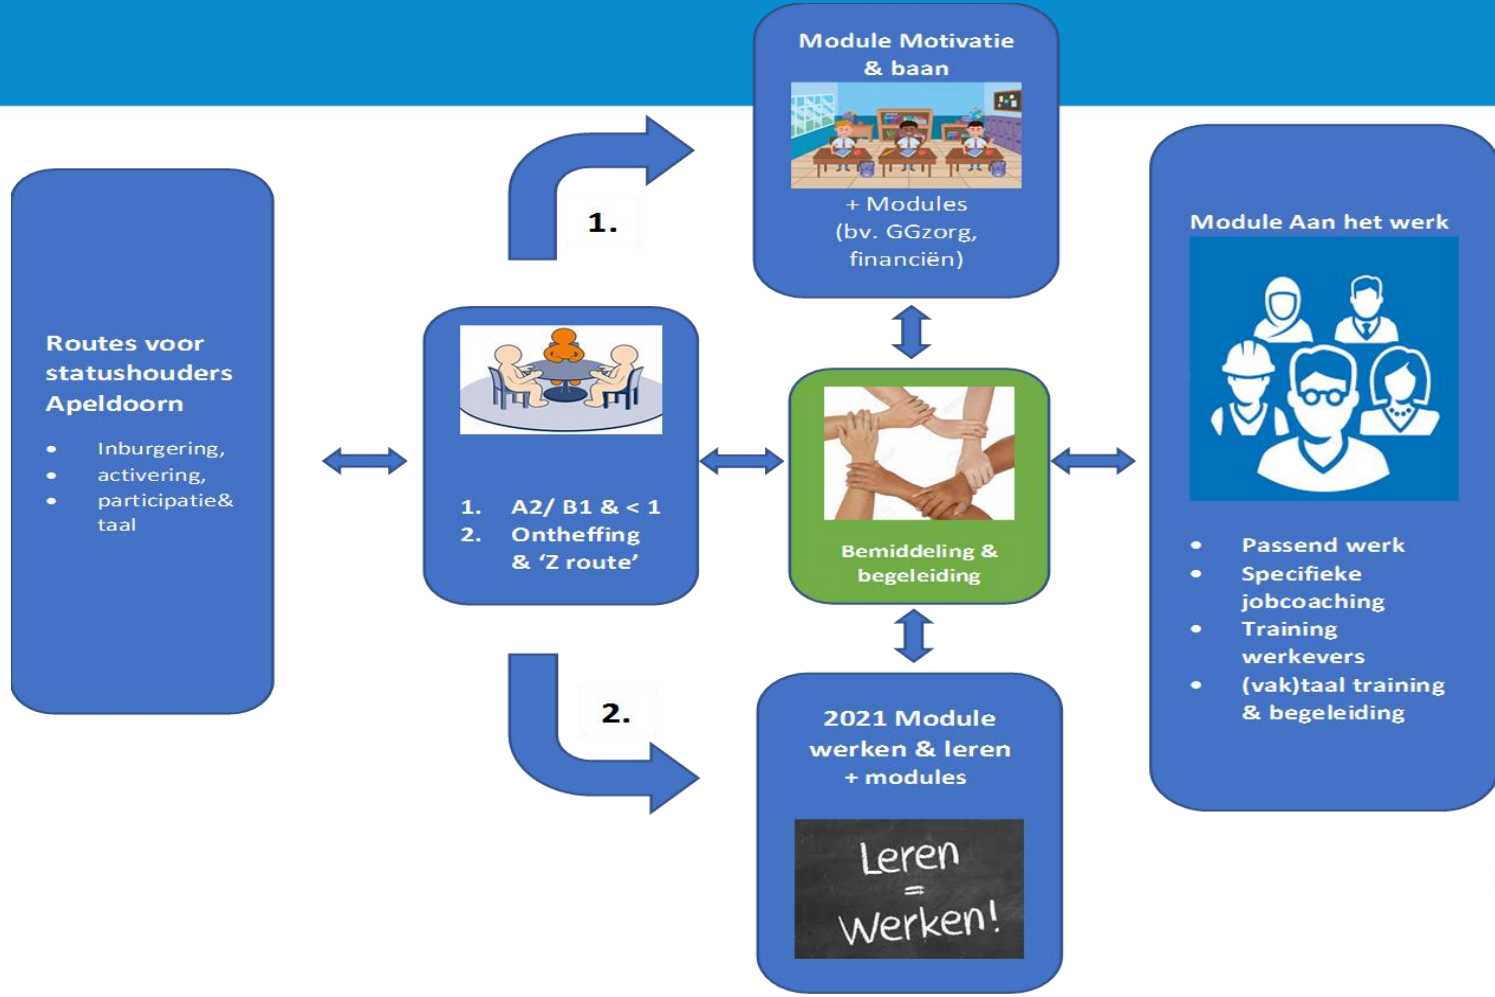 Module Motivatie
& baan
+ Modules
(bv. GGzorg,
financiën)
1.
Routes voor
statushouders
Apeldoorn
• Inburgering,
• activering,
• participatie&
taal
1. A2/ B1 & < 1
2. Ontheffing
& ‘Z route’
Bemiddeling &
begeleiding
Module Aan het werk
• Passend werk
• Specifieke
jobcoaching
• Training
werkevers
• (vak)taal training
& begeleiding
2.
2021 Module
werken & leren
+ modules
Leren
=
Werken!